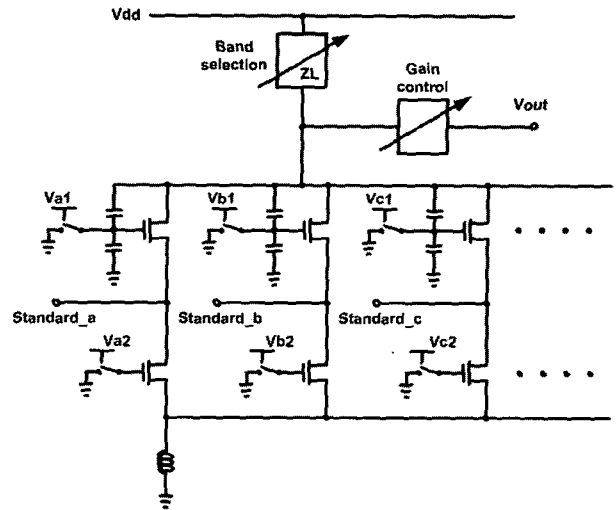 Vdd
Band
selection
ZL
Gain
control
Vout
Va1
Vb1
Vc1
Standard_a
Standard_b
Standard_c
Va2
Vb2
Vc2